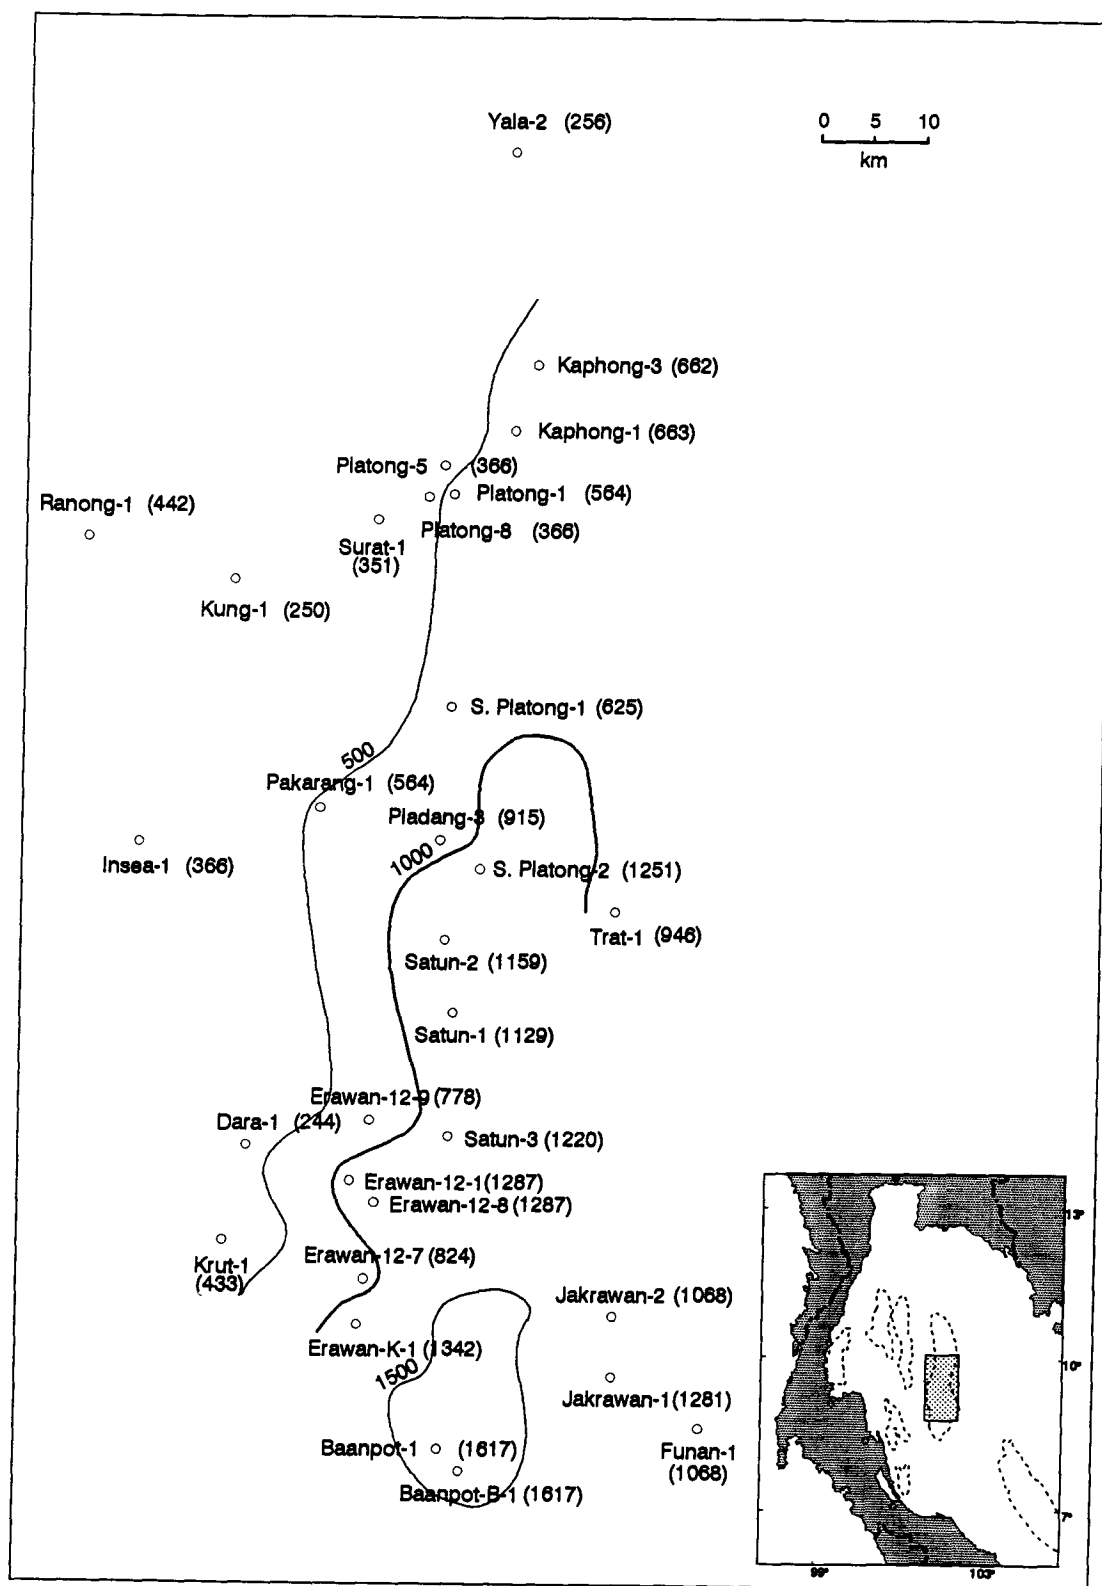 Yala-2 (256)
0 5 10
km
Kaphong-3 (662)
Kaphong-1 (663)
Platong-5 (366)
Ranong-1 (442)
Platong-1 (564)
Platong-8 (366)
Surat-1
(351)
Kung-1 (250)
S. Platong-1 (625)
500
Pakarang-1 (564)
Pladang-3 (915)
1000
Insea-1 (366)
S. Platong-2 (1251)
Trat-1 (946)
Satun-2 (1159)
Satun-1 (1129)
Erawan-12-9 (778)
Dara-1 (244)
Satun-3 (1220)
Erawan-12-1 (1287)
Erawan-12-8 (1287)
Krut-1
(433)
Erawan-12-7 (824)
Jakrawan-2 (1068)
Erawan-K-1 (1342)
1500
Jakrawan-1 (1281)
Baanpot-1 (1617)
Funan-1
(1068)
Baanpot-B-1 (1617)
13°
10°
7°
99° 103°